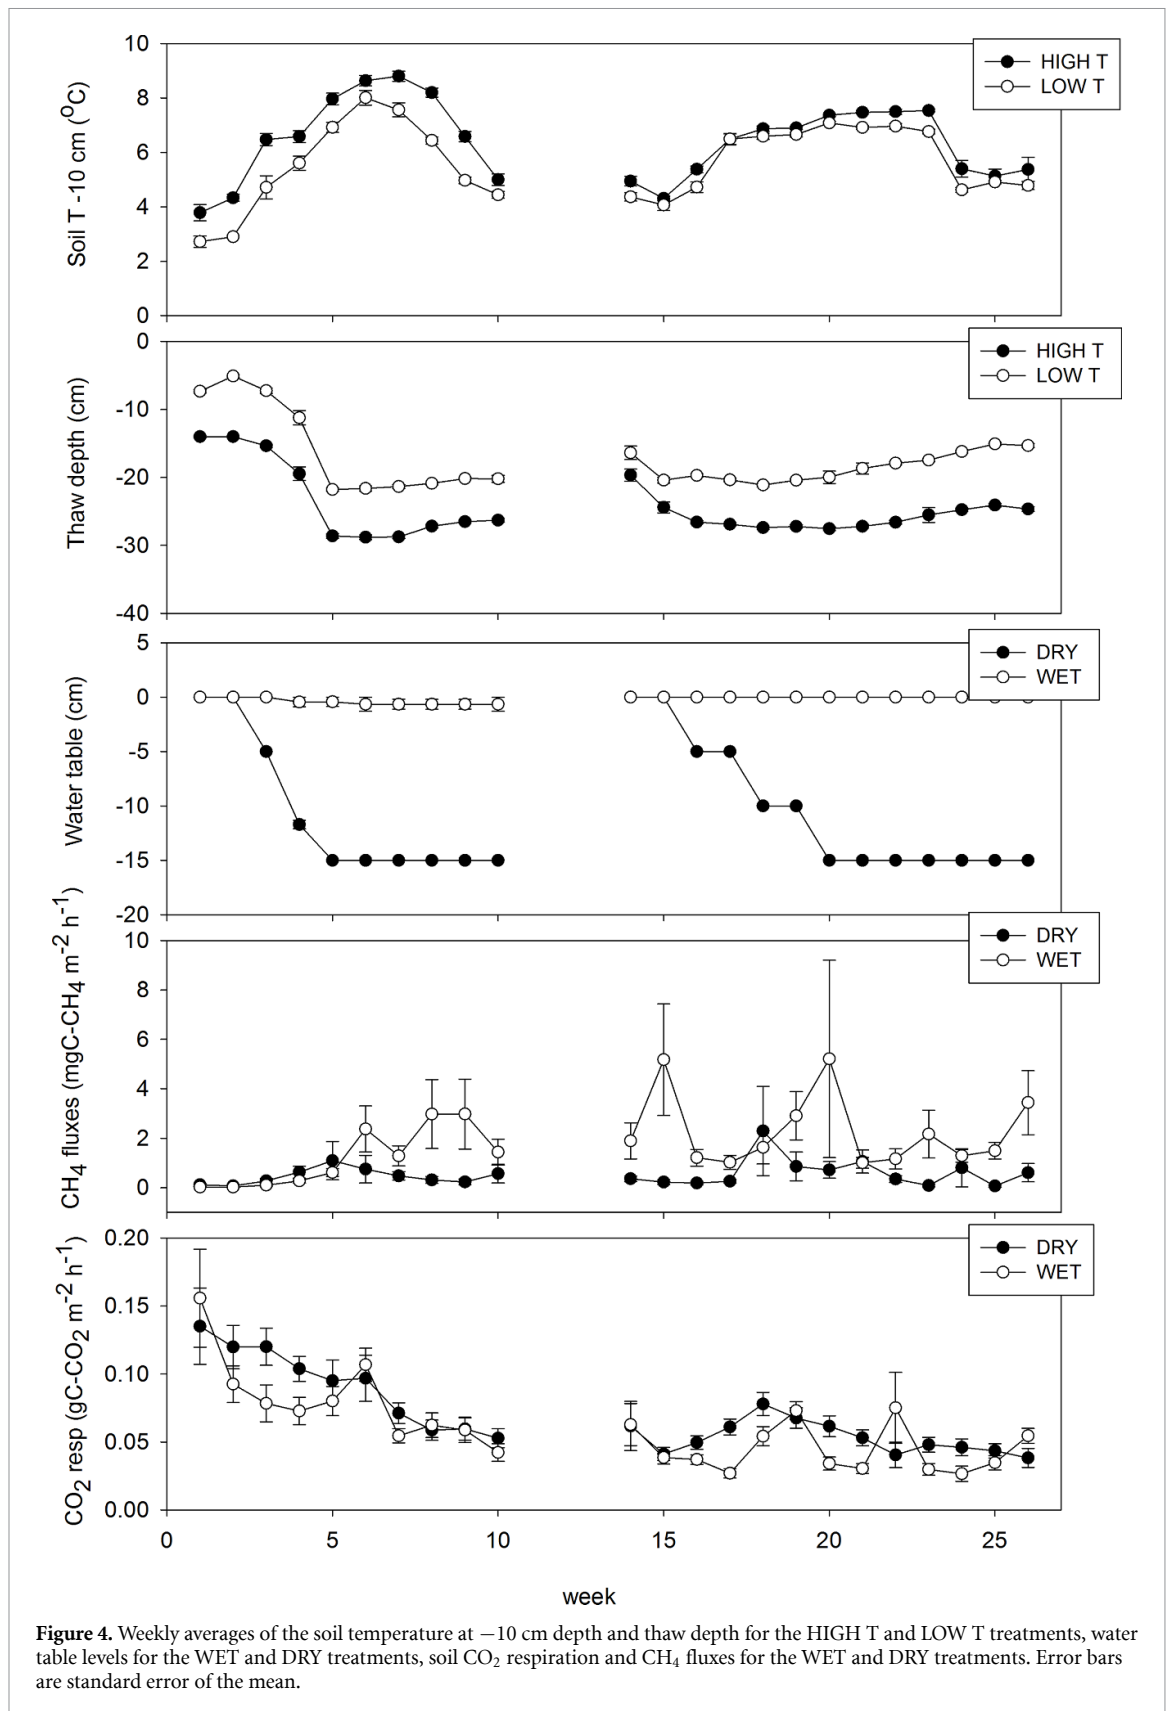 Soil T -10 cm (⁰C)
10
8
6
4
2
0
HIGH T
LOW T
Thaw depth (cm)
0
-10
-20
-30
-40
HIGH T
LOW T
Water table (cm)
5
0
-5
-10
-15
-20
DRY
WET
CH₄ fluxes (mgC-CH₄ m⁻² h⁻¹)
10
8
6
4
2
0
DRY
WET
CO₂ resp (gC-CO₂ m⁻² h⁻¹)
0.20
0.15
0.10
0.05
0.00
DRY
WET
0 5 10 15 20 25
week
Figure 4. Weekly averages of the soil temperature at −10 cm depth and thaw depth for the HIGH T and LOW T treatments, water
table levels for the WET and DRY treatments, soil CO₂ respiration and CH₄ fluxes for the WET and DRY treatments. Error bars
are standard error of the mean.